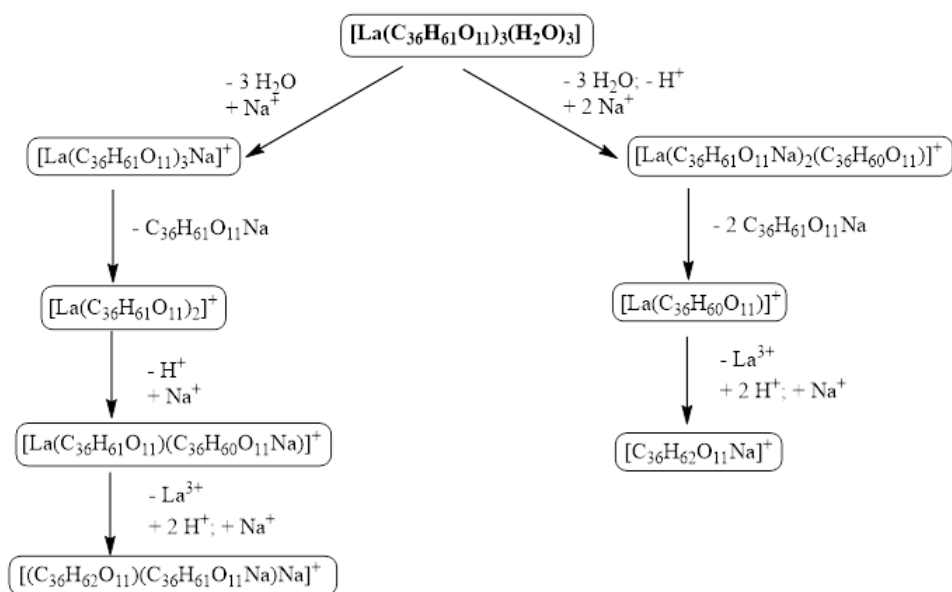 [La(C₃₆H₆₁O₁₁)₃(H₂O)₃]
- 3 H₂O
+ Na⁺
- 3 H₂O; - H⁺
+ 2 Na⁺
[La(C₃₆H₆₁O₁₁)₃Na]⁺
[La(C₃₆H₆₁O₁₁Na)₂(C₃₆H₆₀O₁₁)]⁺
- C₃₆H₆₁O₁₁Na
- 2 C₃₆H₆₁O₁₁Na
[La(C₃₆H₆₁O₁₁)₂]⁺
[La(C₃₆H₆₀O₁₁)]⁺
- H⁺
+ Na⁺
- La³⁺
+ 2 H⁺; + Na⁺
[La(C₃₆H₆₁O₁₁)(C₃₆H₆₀O₁₁Na)]⁺
[C₃₆H₆₂O₁₁Na]⁺
- La³⁺
+ 2 H⁺; + Na⁺
[(C₃₆H₆₂O₁₁)(C₃₆H₆₁O₁₁Na)Na]⁺